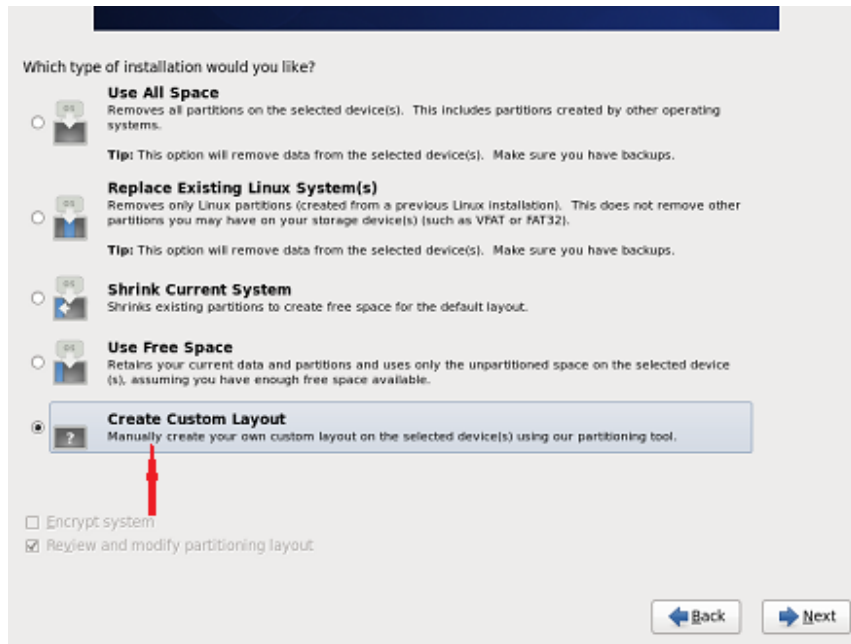 Which type of installation would you like?
Use All Space
Removes all partitions on the selected device(s). This includes partitions created by other operating
systems.
Tip: This option will remove data from the selected device(s). Make sure you have backups.
Replace Existing Linux System(s)
Removes only Linux partitions (created from a previous Linux installation). This does not remove other
partitions you may have on your storage device(s) (such as VFAT or FAT32).
Tip: This option will remove data from the selected device(s). Make sure you have backups.
Shrink Current System
Shrinks existing partitions to create free space for the default layout.
Use Free Space
Retains your current data and partitions and uses only the unpartitioned space on the selected device
(s), assuming you have enough free space available.
Create Custom Layout
Manually create your own custom layout on the selected device(s) using our partitioning tool.
?
Encrypt system
Review and modify partitioning layout
Back
Next